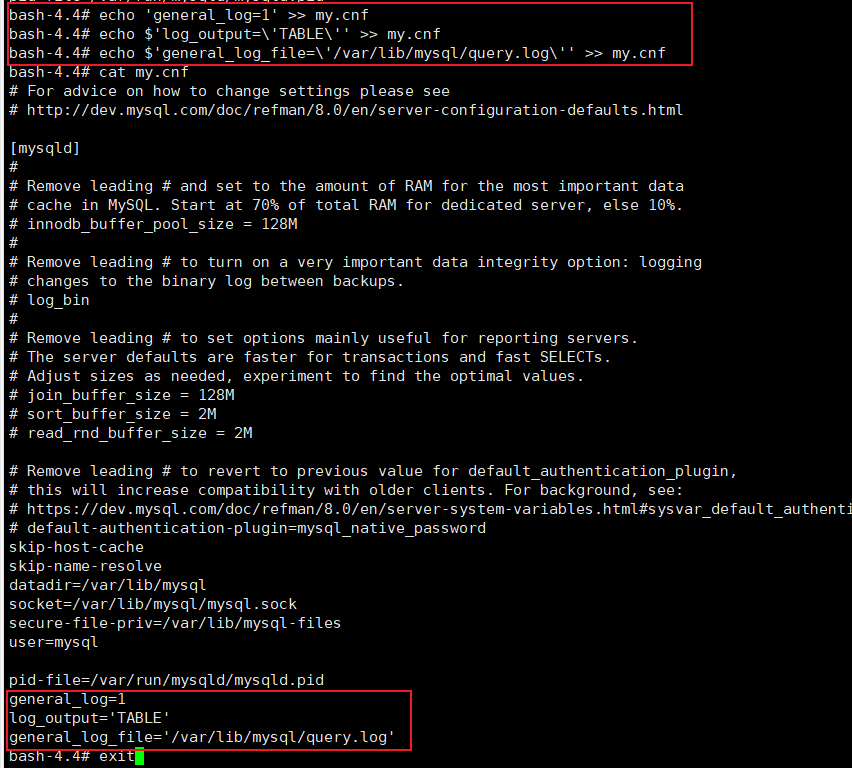 bash-4.4# echo 'general_log=1' >> my.cnf
bash-4.4# echo $'log_output=\'TABLE\'' >> my.cnf
bash-4.4# echo $'general_log_file=\'/var/lib/mysql/query.log\'' >> my.cnf
bash-4.4# cat my.cnf
# For advice on how to change settings please see
# http://dev.mysql.com/doc/refman/8.0/en/server-configuration-defaults.html

[mysqld]
#
# Remove leading # and set to the amount of RAM for the most important data
# cache in MySQL. Start at 70% of total RAM for dedicated server, else 10%.
# innodb_buffer_pool_size = 128M
#
# Remove leading # to turn on a very important data integrity option: logging
# changes to the binary log between backups.
# log_bin
#
# Remove leading # to set options mainly useful for reporting servers.
# The server defaults are faster for transactions and fast SELECTs.
# Adjust sizes as needed, experiment to find the optimal values.
# join_buffer_size = 128M
# sort_buffer_size = 2M
# read_rnd_buffer_size = 2M

# Remove leading # to revert to previous value for default_authentication_plugin,
# this will increase compatibility with older clients. For background, see:
# https://dev.mysql.com/doc/refman/8.0/en/server-system-variables.html#sysvar_default_authenti
# default-authentication-plugin=mysql_native_password
skip-host-cache
skip-name-resolve
datadir=/var/lib/mysql
socket=/var/lib/mysql/mysql.sock
secure-file-priv=/var/lib/mysql-files
user=mysql

pid-file=/var/run/mysqld/mysqld.pid
general_log=1
log_output='TABLE'
general_log_file='/var/lib/mysql/query.log'
bash-4.4# exit